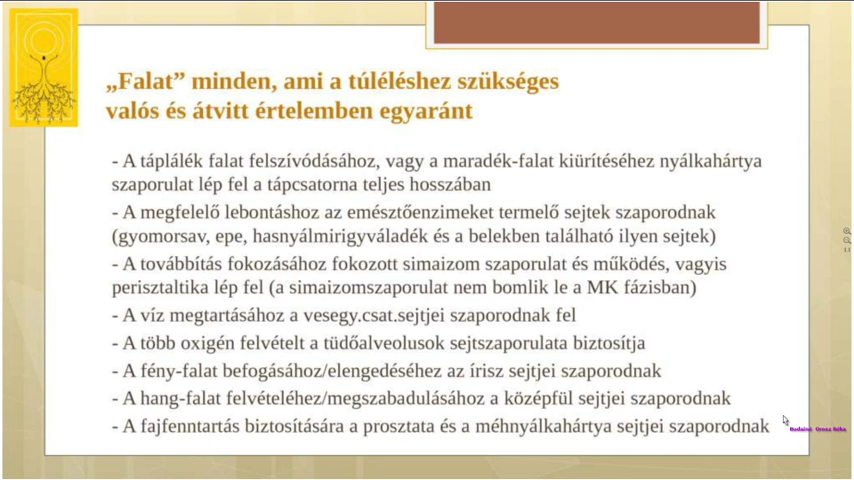 „Falat” minden, ami a túléléshez szükséges
valós és átvitt értelemben egyaránt
- A táplálék falat felszívódásához, vagy a maradék-falat kiürítéséhez nyálkahártya
szaporulat lép fel a tápcsatorna teljes hosszában
- A megfelelő lebontáshoz az emésztőenzimeket termelő sejtek szaporodnak
(gyomorsav, epe, hasnyálmirigyváladék és a belekben található ilyen sejtek)
- A továbbítás fokozásához fokozott simaizom szaporulat és működés, vagyis
perisztaltika lép fel (a simaizomszaporulat nem bomlik le a MK fázisban)
- A víz megtartásához a vesegy.csat.sejtjei szaporodnak fel
- A több oxigén felvételt a tüdőalveolusok sejtszaporulata biztosítja
- A fény-falat befogásához/elengedéséhez az írisz sejtjei szaporodnak
- A hang-falat felvételéhez/megszabadulásához a középfül sejtjei szaporodnak
- A fajfenntartás biztosítására a prosztata és a méhnyálkahártya sejtjei szaporodnak